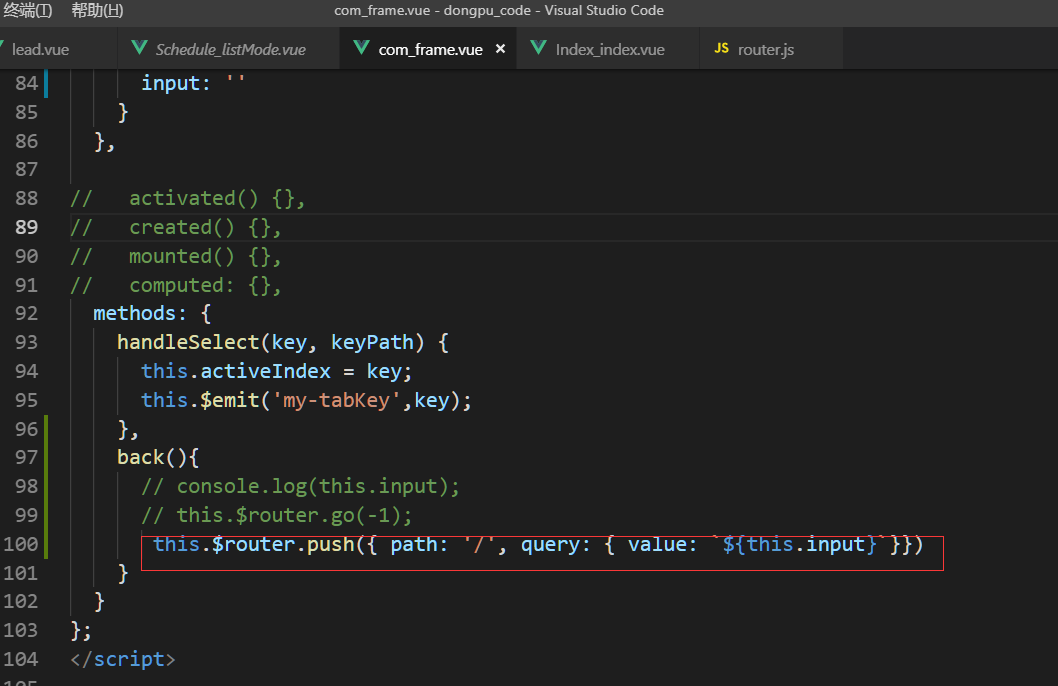 终端(T) 帮助(H) com_frame.vue - dongpu_code - Visual Studio Code
lead.vue Schedule_listMode.vue com_frame.vue × Index_index.vue JS router.js
84 input: ''
85 }
86 },
87
88 // activated() {},
89 // created() {},
90 // mounted() {},
91 // computed: {},
92 methods: {
93 handleSelect(key, keyPath) {
94 this.activeIndex = key;
95 this.$emit('my-tabKey',key);
96 },
97 back(){
98 // console.log(this.input);
99 // this.$router.go(-1);
100 this.$router.push({ path: '/', query: { value: `${this.input}`}})
101 }
102 }
103 };
104 </script>
105